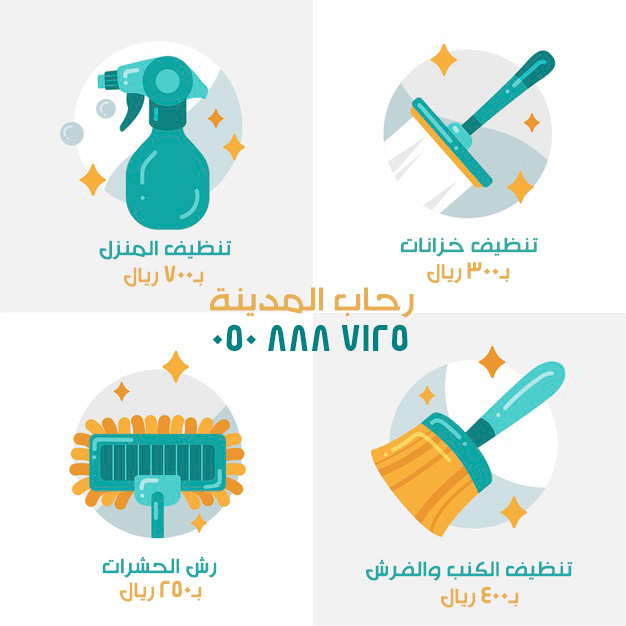 تنظيف المنزل
بـ٧٠٠ ريال
تنظيف خزانات
بـ٣٠٠ ريال
رحاب المدينة
٠٥٠ ٨٨٨ ٧١٢٥
رش الحشرات
بـ٢٥٠ ريال
تنظيف الكنب والفرش
بـ٤٠٠ ريال